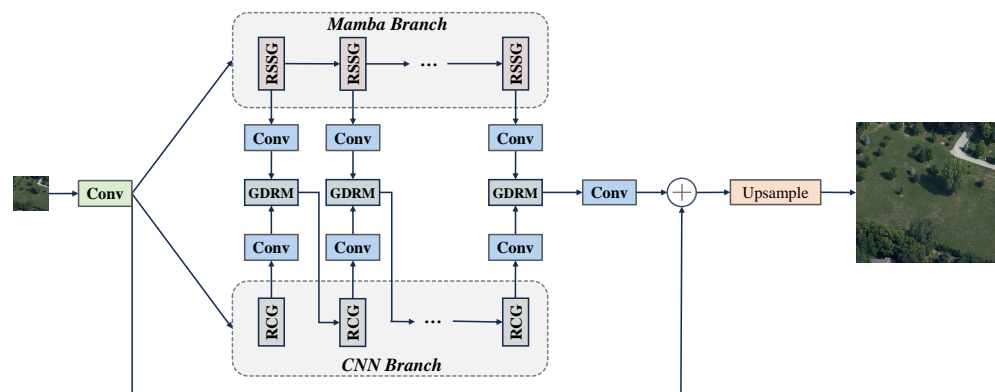 Mamba Branch
RSSG
RSSG
...
RSSG
Conv
Conv
Conv
Conv
GDRM
GDRM
GDRM
Conv
Upsample
Conv
Conv
Conv
RCG
RCG
...
RCG
CNN Branch